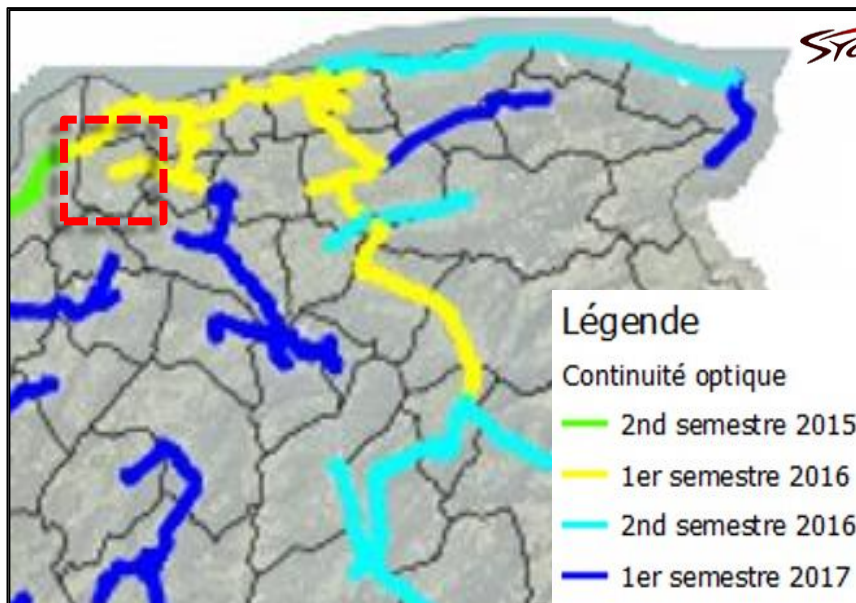 Légende
Continuité optique
2nd semestre 2015
1er semestre 2016
2nd semestre 2016
1er semestre 2017